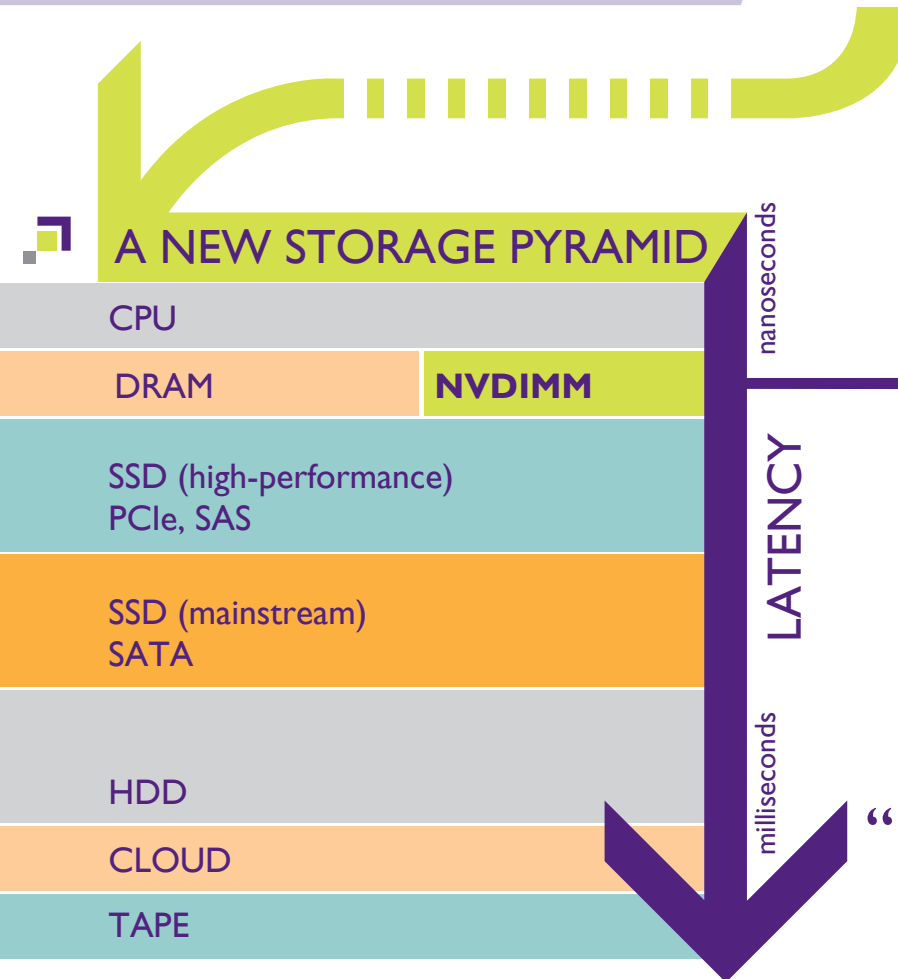 A NEW STORAGE PYRAMID
nanoseconds
CPU
DRAM
NVDIMM
SSD (high-performance)
PCIe, SAS
LATENCY
SSD (mainstream)
SATA
milliseconds
HDD
“
CLOUD
TAPE